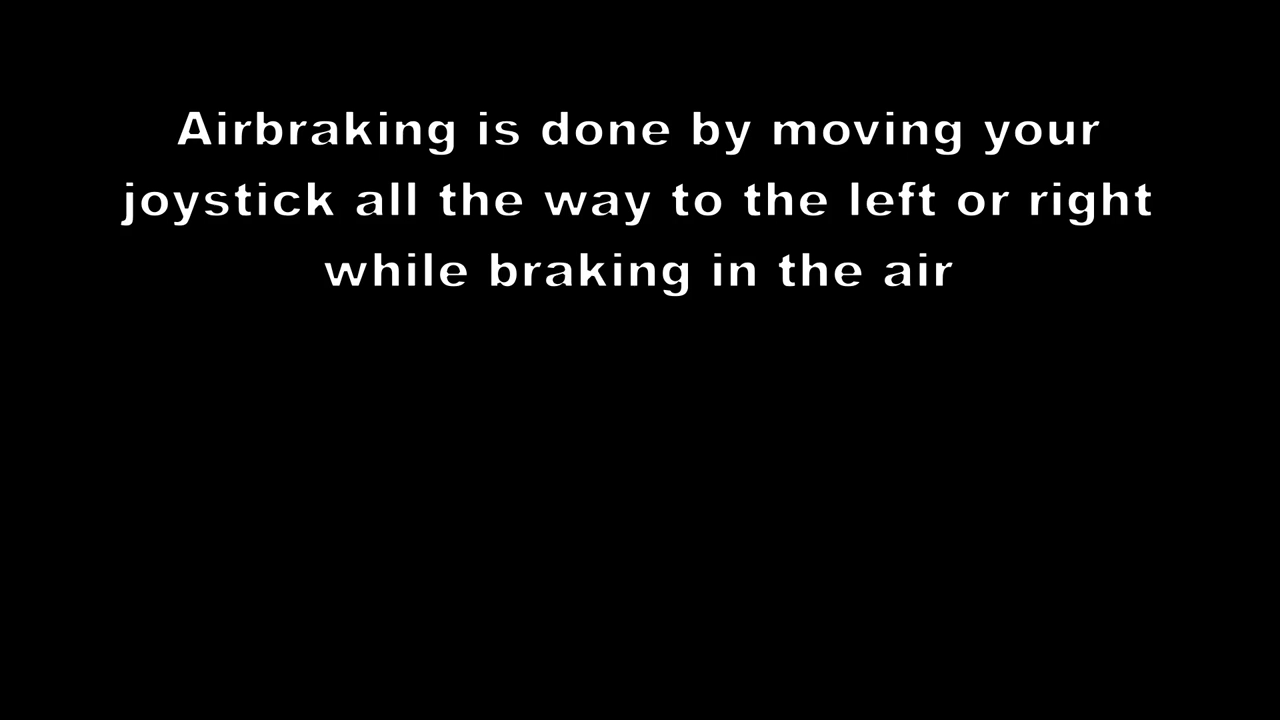 Airbraking is done by moving your
joystick all the way to the left or right
while braking in the air